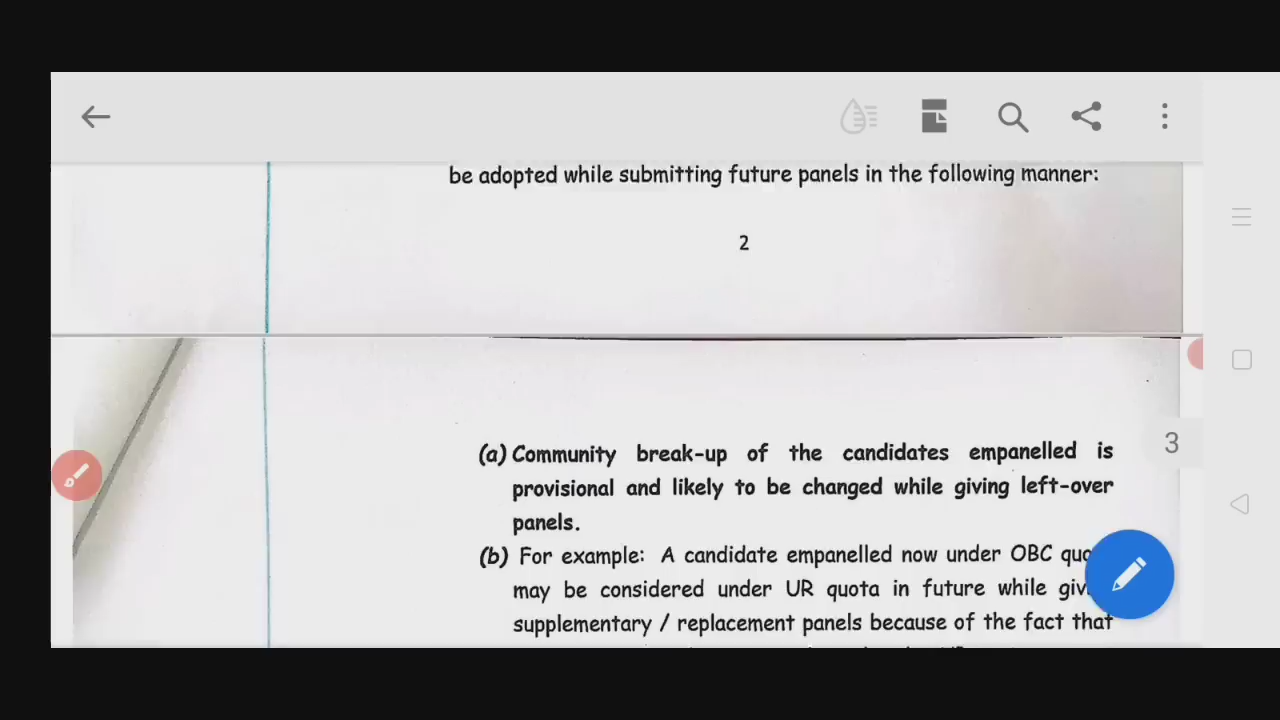 be adopted while submitting future panels in the following manner:
2
3
(a) Community break-up of the candidates empanelled is
provisional and likely to be changed while giving left-over
panels.
(b) For example: A candidate empanelled now under OBC
may be considered under UR quota in future while
supplementary / replacement panels because of the fact that